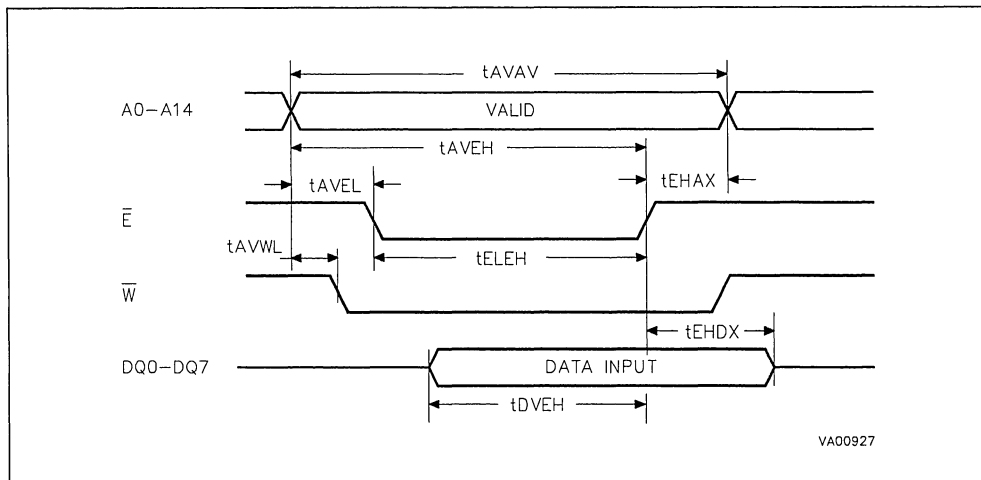 tAVAV
A0-A14
VALID
tAVEH
tAVEL
tEHAX
E
tAVWL
tELEH
W
tEHDX
DQ0-DQ7
DATA INPUT
tDVEH
VA00927